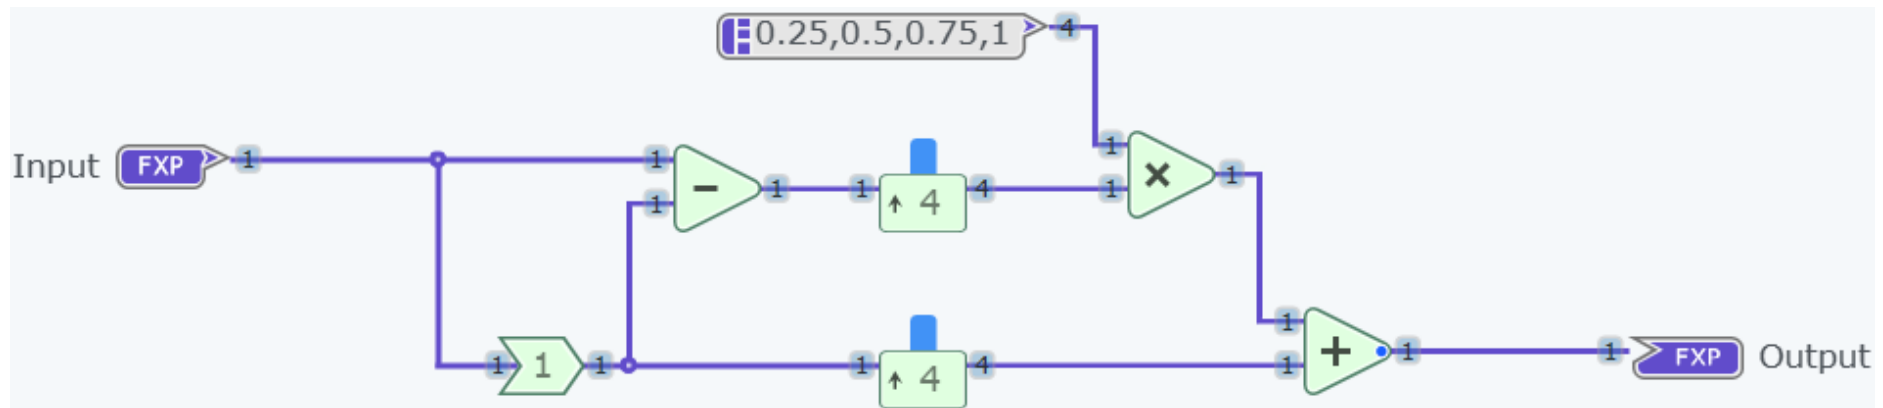 0.25,0.5,0.75,1 4
Input FXP 1
1 1 − 1
1 ↑ 4 4
1 1 × 1
1 1 1
1 ↑ 4 4
1 1 + 1
1 FXP Output